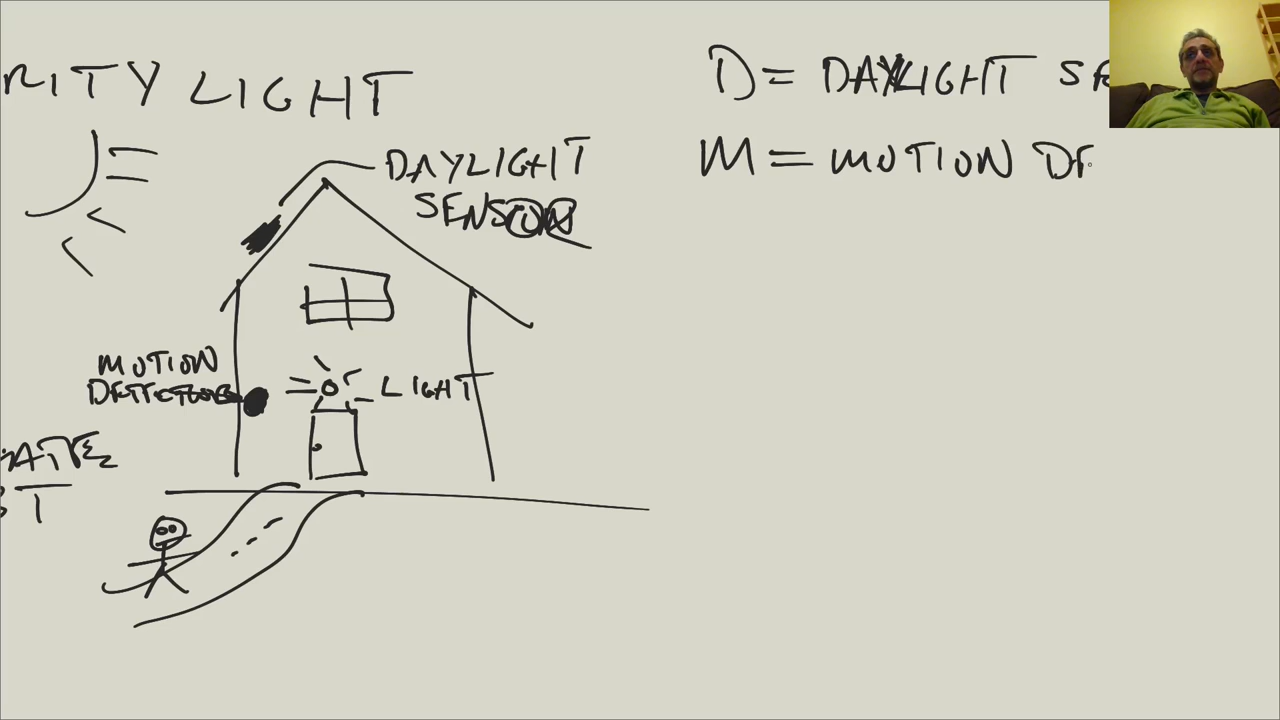 RITY LIGHT
DAYLIGHT
SENSOR
MOTION
DETECTOR
LIGHT
D = DAYLIGHT SE
M = MOTION DE